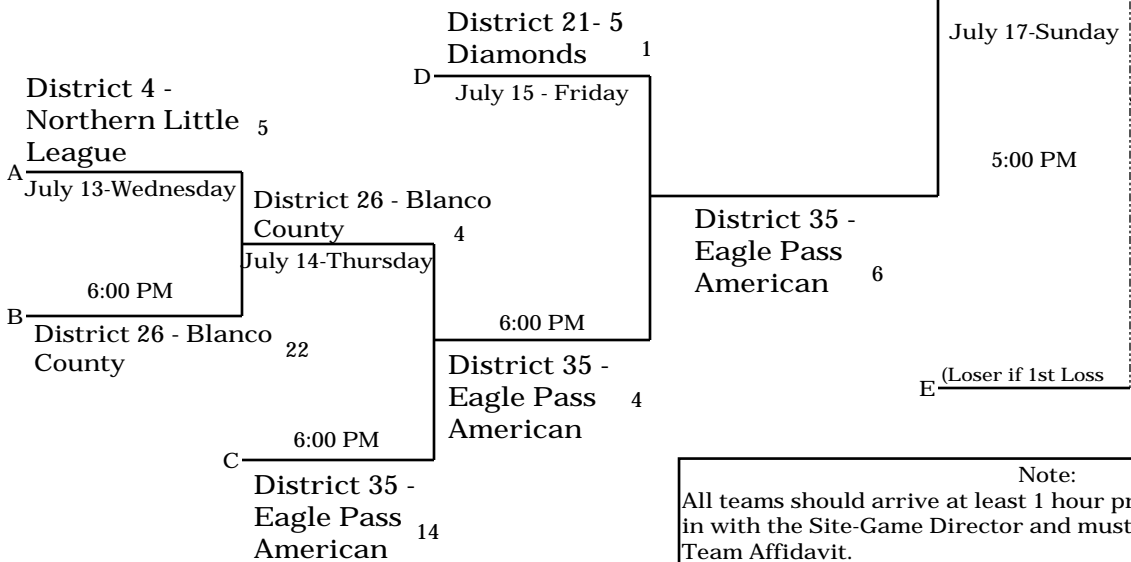 District 21- 5
Diamonds
1
July 17-Sunday
D
July 15 - Friday
District 4 -
Northern Little
League
5
A
July 13-Wednesday
5:00 PM
District 26 - Blanco
County
4
July 14-Thursday
District 35 -
Eagle Pass
American
6
6:00 PM
B
District 26 - Blanco
County
22
6:00 PM
District 35 -
Eagle Pass
American
4
E
(Loser if 1st Loss
6:00 PM
C
District 35 -
Eagle Pass
American
14
Note:
All teams should arrive at least 1 hour pr
in with the Site-Game Director and must
Team Affidavit.